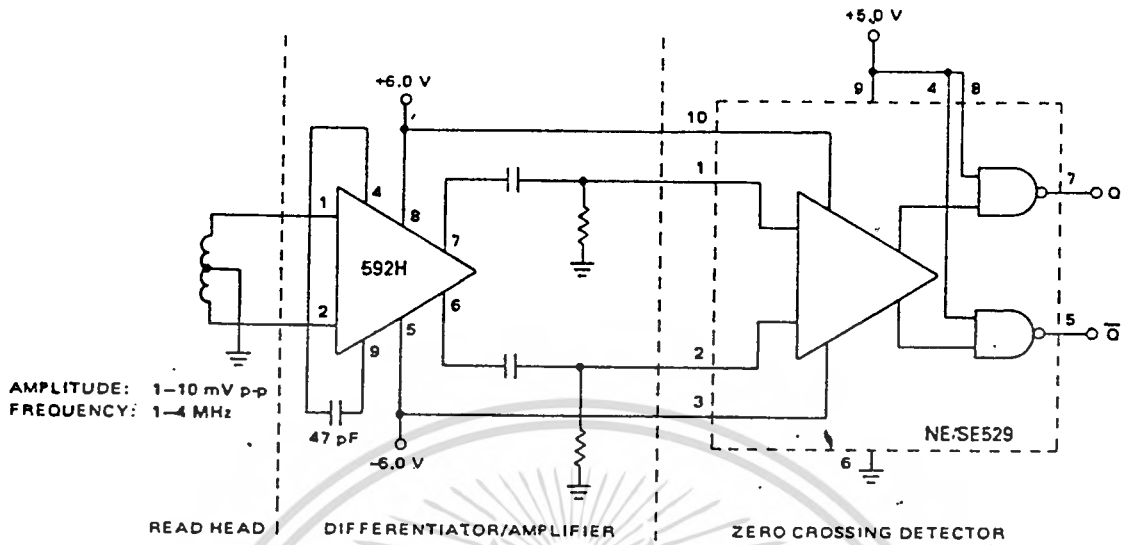 +5.0 V
9
4
8
+6.0 V
10
1
4
8
1
592H
7
6
2
5
9
2
3
7
Q
5
Q̅
AMPLITUDE: 1–10 mV p-p
FREQUENCY: 1–4 MHz
47 pF
–6.0 V
6
NE/SE529
READ HEAD
DIFFERENTIATOR/AMPLIFIER
ZERO CROSSING DETECTOR